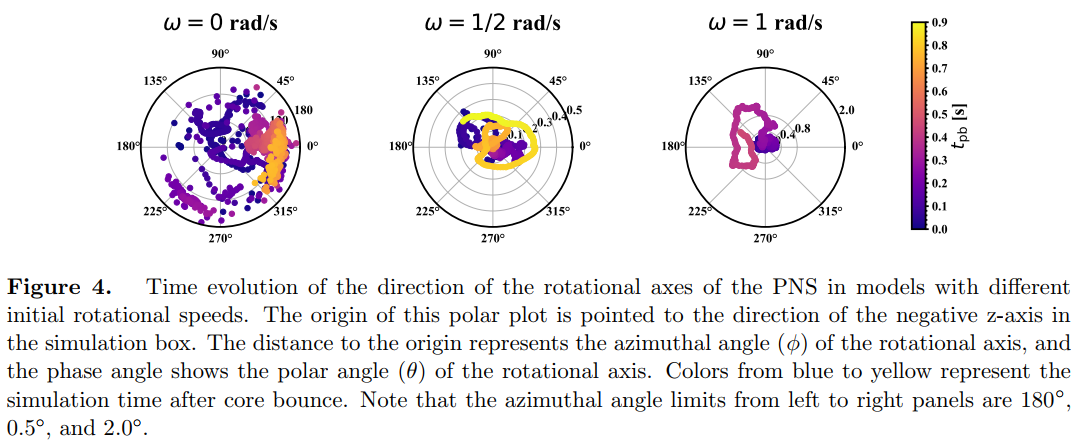 ω = 0 rad/s ω = 1/2 rad/s ω = 1 rad/s
90° 90° 90°
135° 45° 135° 45° 135° 45°
180 0.5 2.0
0.4
0.3
0.1 0.4 0.8
180° 0° 180° 0° 180° 0°
225° 315° 225° 315° 225° 315°
270° 270° 270°
0.9
0.8
0.7
0.6
0.5
0.4
0.3
0.2
0.1
0.0
tpb [s]
Figure 4. Time evolution of the direction of the rotational axes of the PNS in models with different
initial rotational speeds. The origin of this polar plot is pointed to the direction of the negative z-axis in
the simulation box. The distance to the origin represents the azimuthal angle (ϕ) of the rotational axis, and
the phase angle shows the polar angle (θ) of the rotational axis. Colors from blue to yellow represent the
simulation time after core bounce. Note that the azimuthal angle limits from left to right panels are 180°,
0.5°, and 2.0°.